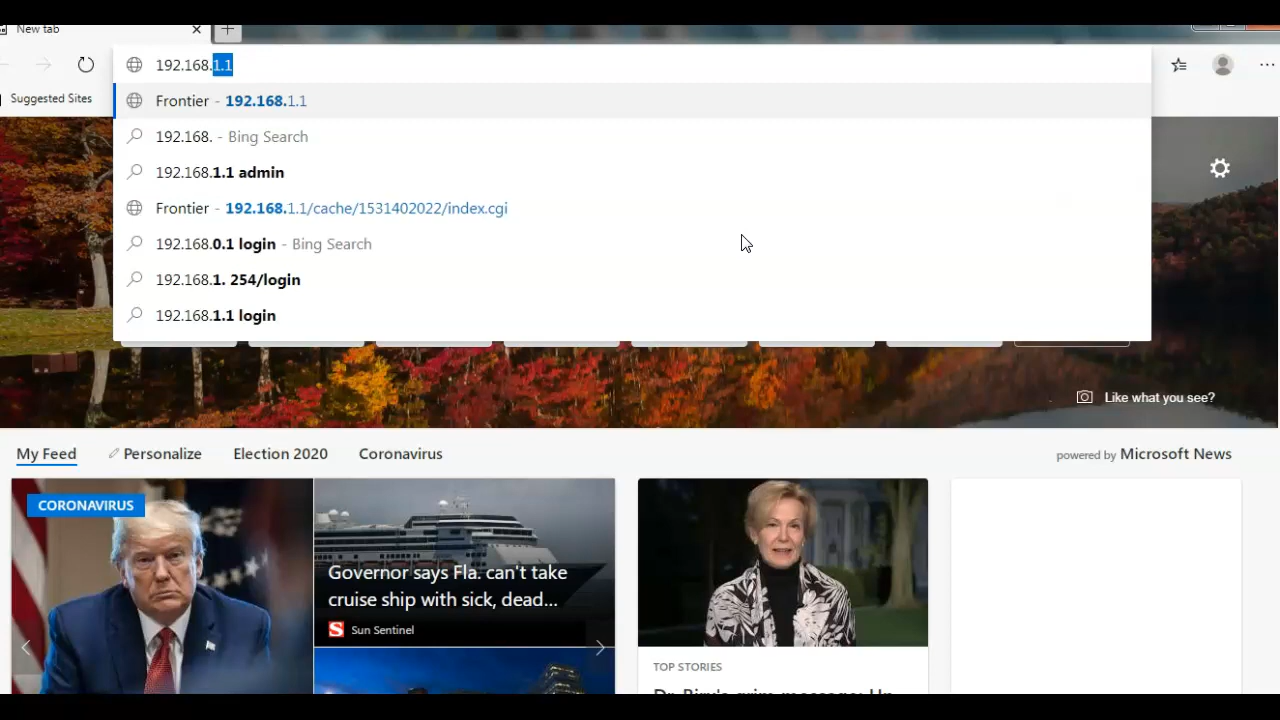 New tab
192.168.1.1
Suggested Sites
Frontier - 192.168.1.1
192.168. - Bing Search
192.168.1.1 admin
Frontier - 192.168.1.1/cache/1531402022/index.cgi
192.168.0.1 login - Bing Search
192.168.1. 254/login
192.168.1.1 login
Like what you see?
My Feed Personalize Election 2020 Coronavirus powered by Microsoft News
CORONAVIRUS
Governor says Fla. can't take
cruise ship with sick, dead...
S Sun Sentinel
TOP STORIES